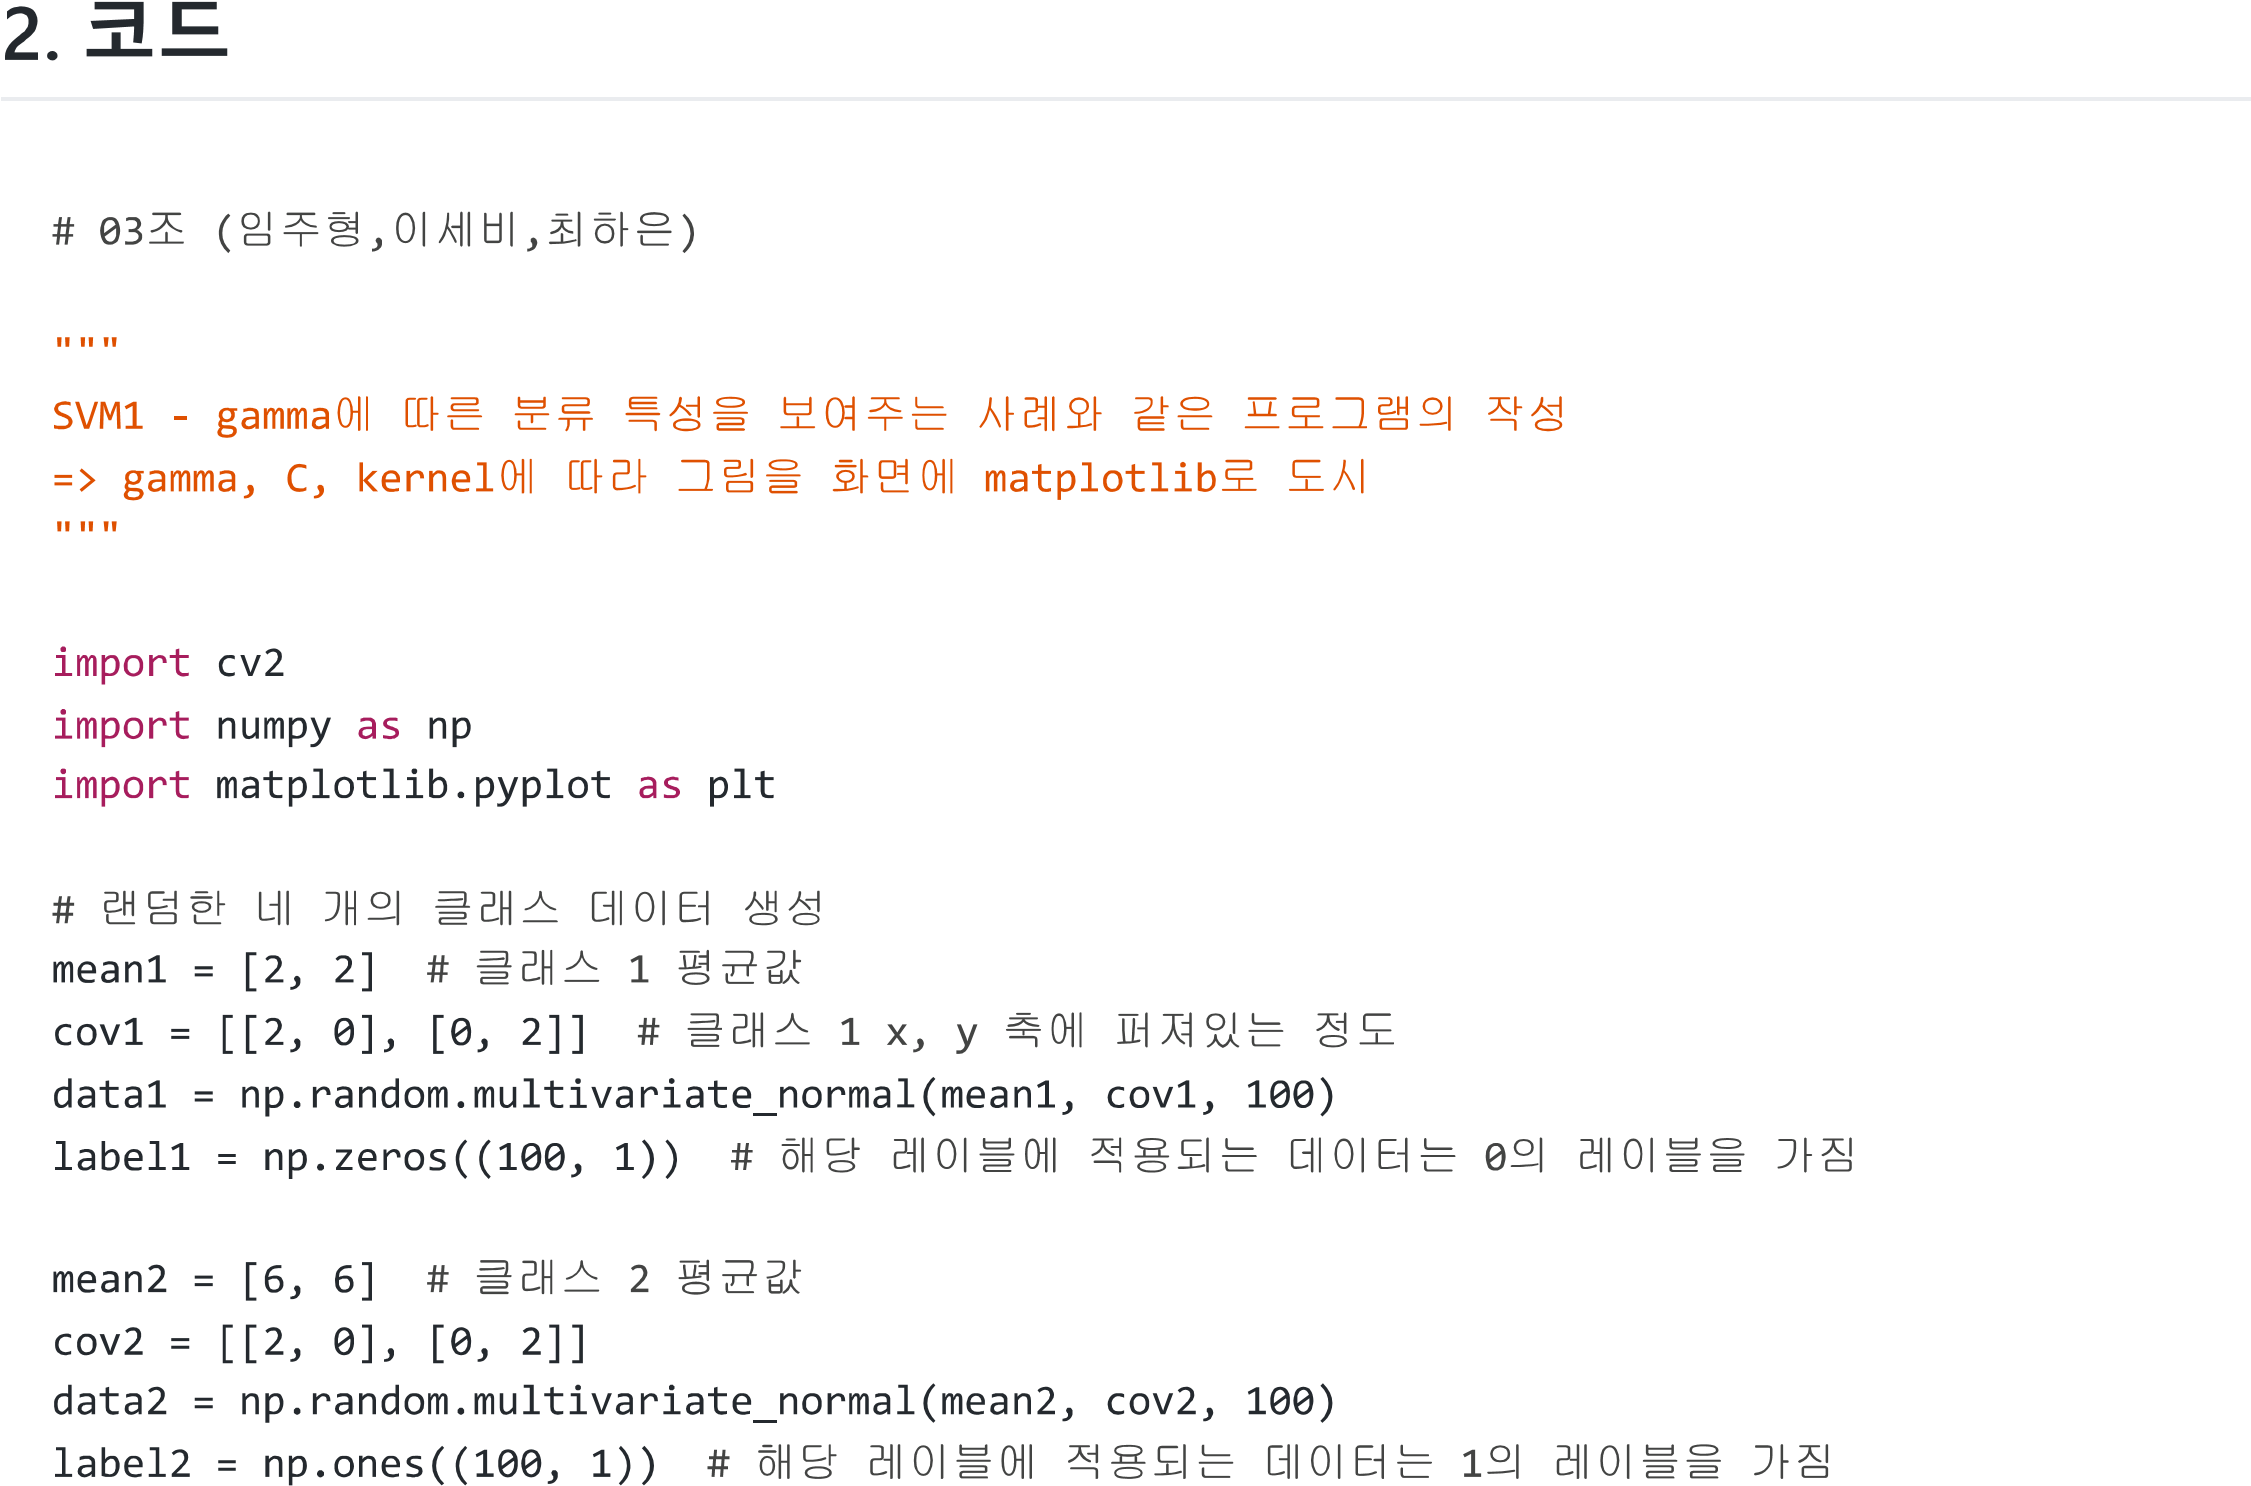 2. 코드
# 03조 (임주형,이세비,최하은)
"""
SVM1 - gamma에 따른 분류 특성을 보여주는 사례와 같은 프로그램의 작성
=> gamma, C, kernel에 따라 그림을 화면에 matplotlib로 도시
"""
import cv2
import numpy as np
import matplotlib.pyplot as plt
# 랜덤한 네 개의 클래스 데이터 생성
mean1 = [2, 2]  # 클래스 1 평균값
cov1 = [[2, 0], [0, 2]]  # 클래스 1 x, y 축에 퍼져있는 정도
data1 = np.random.multivariate_normal(mean1, cov1, 100)
label1 = np.zeros((100, 1))  # 해당 레이블에 적용되는 데이터는 0의 레이블을 가짐
mean2 = [6, 6]  # 클래스 2 평균값
cov2 = [[2, 0], [0, 2]]
data2 = np.random.multivariate_normal(mean2, cov2, 100)
label2 = np.ones((100, 1))  # 해당 레이블에 적용되는 데이터는 1의 레이블을 가짐